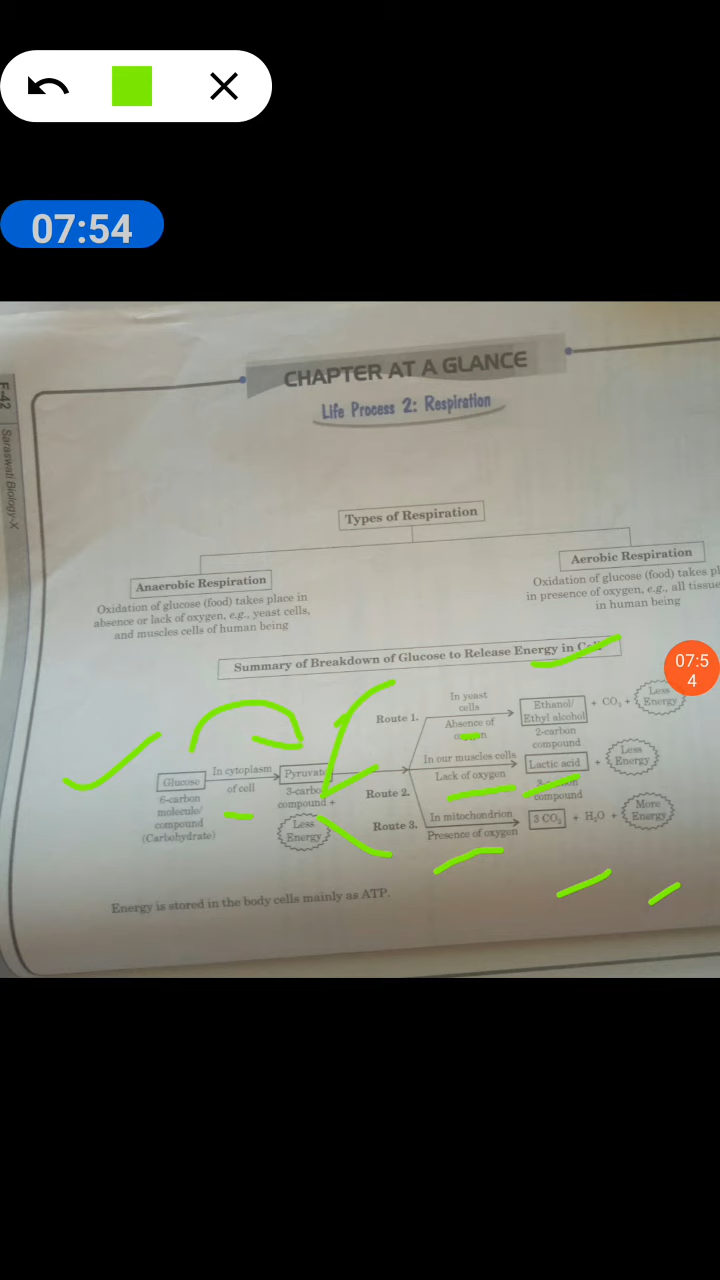 07:54
CHAPTER AT A GLANCE
Life Process 2: Respiration
F-42
Saraswati Biology-X
Types of Respiration
Anaerobic Respiration
Oxidation of glucose (food) takes place in
absence or lack of oxygen, e.g., yeast cells,
and muscles cells of human being
Aerobic Respiration
Oxidation of glucose (food) takes
in presence of oxygen, e.g., all tissue
in human being
Summary of Breakdown of Glucose to Release Energy in
07:5
4
Glucose
6-carbon
molecule/
compound
(Carbohydrate)
In cytoplasm
of cell
Pyruvate
3-carbo
compound +
Less
Energy
Route 1.
In yeast
cells
Absence of
Ethanol/
Ethyl alcohol
2-carbon
compound
+ CO₂ +
Less
Energy
Route 2.
In our muscles cells
Lack of oxygen
Lactic acid
compound
+
Less
Energy
Route 3.
In mitochondrion
Presence of oxygen
3 CO₂
+ H₂O +
More
Energy
Energy is stored in the body cells mainly as ATP.